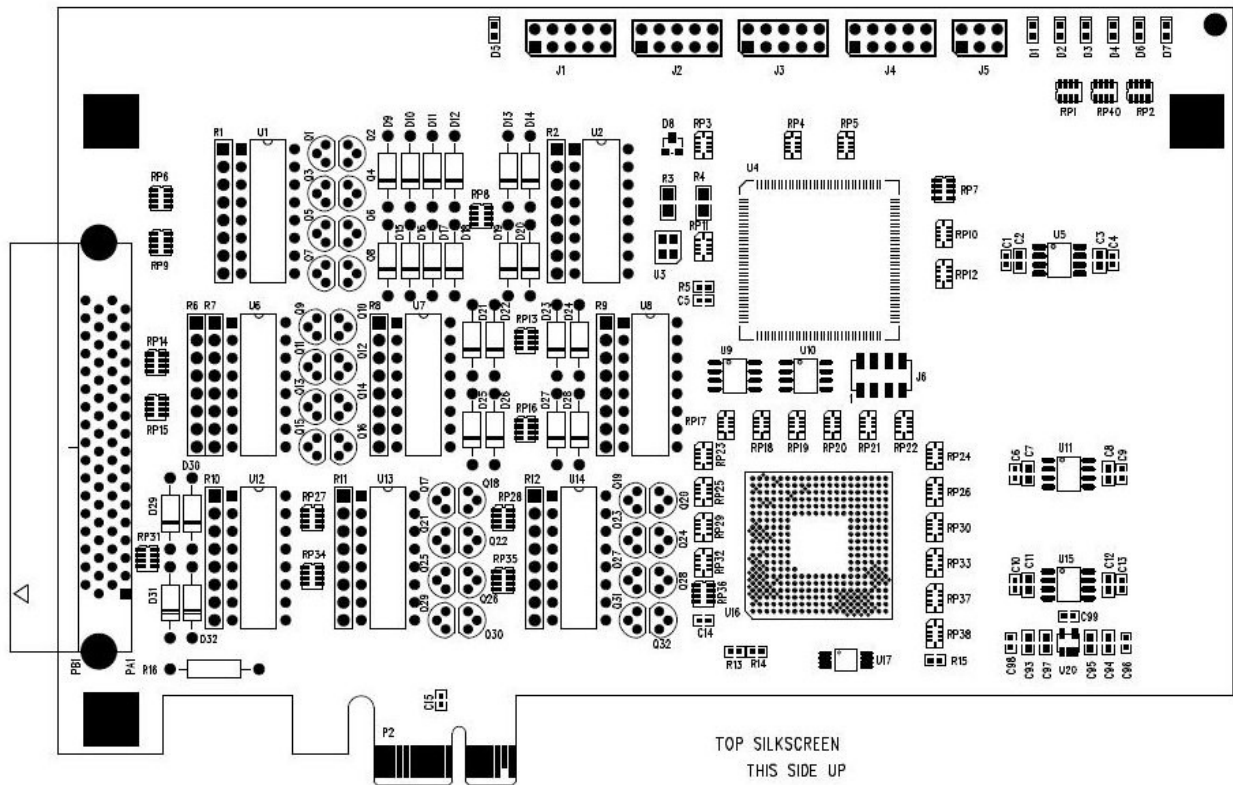 D5
J1
J2
J3
J4
J5
D1
D2
D3
D4
D6
D7
RP1
RP40
RP2
R1
U1
Q1
Q2
D9
D10
D11
D12
D13
D14
R2
U2
D8
RP3
RP4
RP5
Q3
Q4
U4
RP6
RP8
R3
R4
RP7
Q5
Q6
RP11
RP10
U5
C1
C2
C3
C4
RP9
Q7
Q8
D15
D16
D17
D18
D19
D20
U3
RP12
R5
C5
R6
R7
U6
Q9
Q10
R8
U7
D21
D22
RP13
D23
D24
R9
U8
RP14
Q11
Q12
U9
U10
J6
Q13
Q14
RP15
Q15
Q16
D25
D26
RP16
D27
D28
RP17
RP18
RP19
RP20
RP21
RP22
RP23
RP24
U11
C6
C7
C8
C9
D30
D29
R10
U12
RP27
R11
U13
Q17
Q18
RP28
R12
U14
Q19
Q20
RP25
RP26
Q21
Q22
Q23
Q24
RP29
RP30
RP31
RP34
Q25
Q26
RP35
Q27
Q28
RP32
RP33
U15
C10
C11
C12
C13
D31
D32
D29
Q30
Q31
Q32
RP36
U16
RP37
C14
C99
RP38
PB1
PA1
R16
R13
R14
U17
R15
C98
C93
C97
U20
C95
C94
C96
C15
P2
TOP SILKSCREEN
THIS SIDE UP